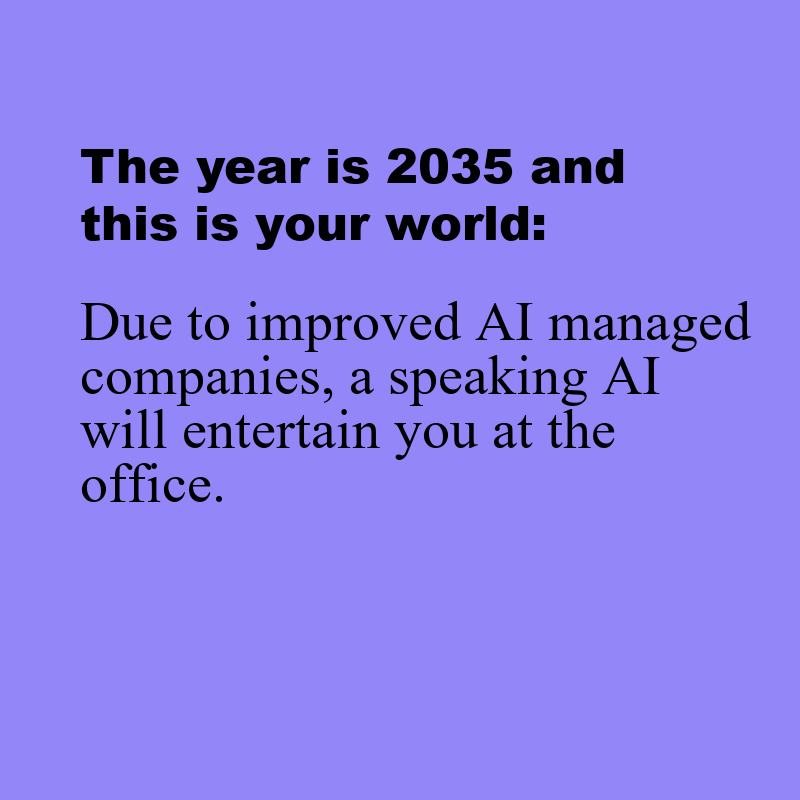 The year is 2035 and
this is your world:
Due to improved AI managed
companies, a speaking AI
will entertain you at the
office.